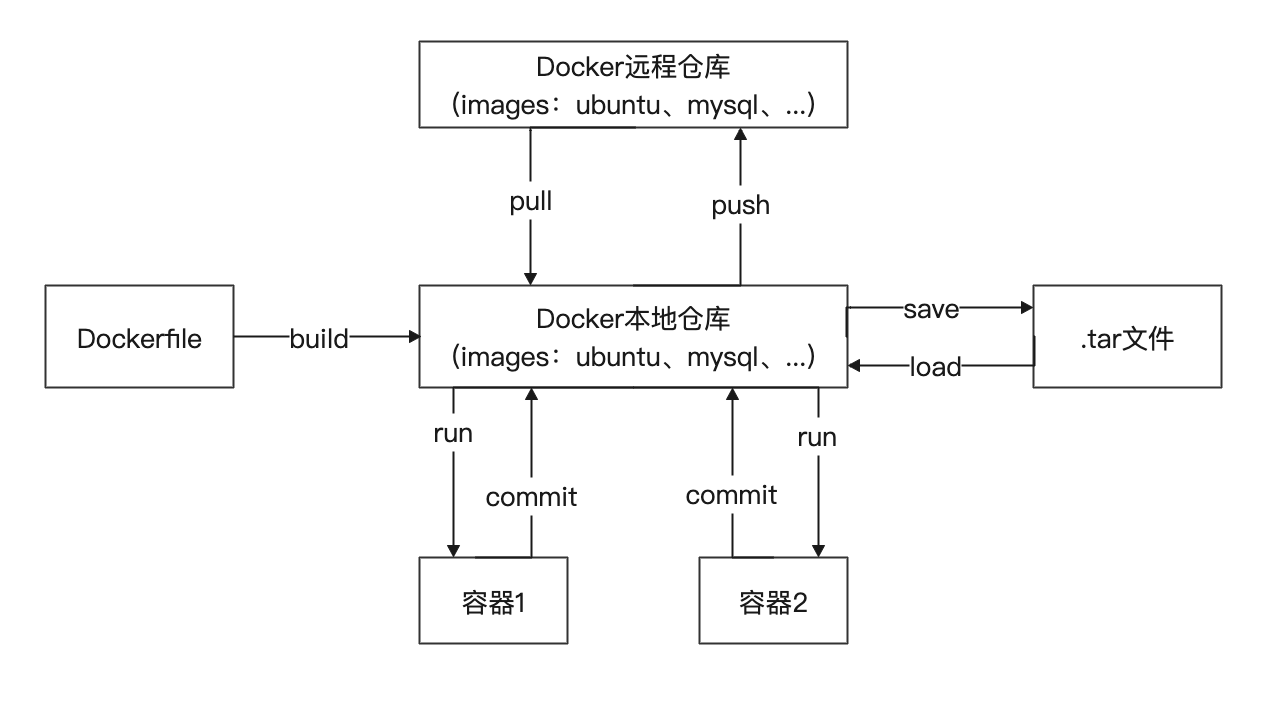 Docker远程仓库
（images：ubuntu、mysql、...）
pull
push
Dockerfile
build
Docker本地仓库
（images：ubuntu、mysql、...）
save
load
.tar文件
run
commit
commit
run
容器1
容器2